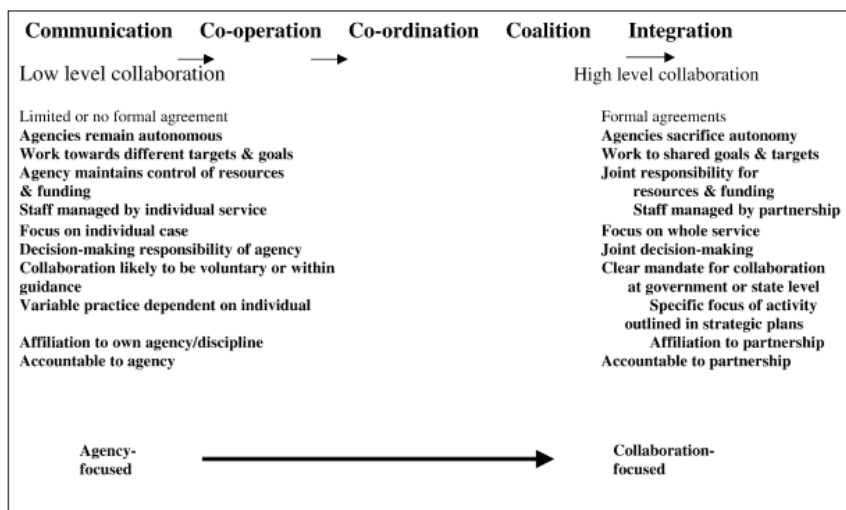 Communication Co-operation Co-ordination Coalition Integration
Low level collaboration High level collaboration
Limited or no formal agreement
Agencies remain autonomous
Work towards different targets & goals
Agency maintains control of resources
& funding
Staff managed by individual service
Focus on individual case
Decision-making responsibility of agency
Collaboration likely to be voluntary or within
guidance
Variable practice dependent on individual
Affiliation to own agency/discipline
Accountable to agency
Formal agreements
Agencies sacrifice autonomy
Work to shared goals & targets
Joint responsibility for
resources & funding
Staff managed by partnership
Focus on whole service
Joint decision-making
Clear mandate for collaboration
at government or state level
Specific focus of activity
outlined in strategic plans
Affiliation to partnership
Accountable to partnership
Agency-
focused
Collaboration-
focused